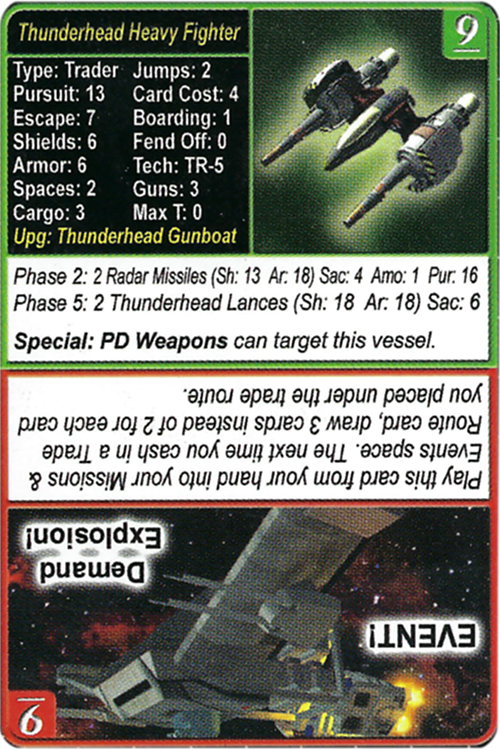 Thunderhead Heavy Fighter
9
Type: Trader Jumps: 2
Pursuit: 13 Card Cost: 4
Escape: 7 Boarding: 1
Shields: 6 Fend Off: 0
Armor: 6 Tech: TR-5
Spaces: 2 Guns: 3
Cargo: 3 Max T: 0
Upg: Thunderhead Gunboat
Phase 2: 2 Radar Missiles (Sh: 13 Ar: 18) Sac: 4 Amo: 1 Pur: 16
Phase 5: 2 Thunderhead Lances (Sh: 18 Ar: 18) Sac: 6
Special: PD Weapons can target this vessel.
9
EVENT!
Demand
Explosion!
Play this card from your hand into your Missions &
Events space. The next time you cash in a Trade
Route card, draw 3 cards instead of 2 for each card
you placed under the trade route.